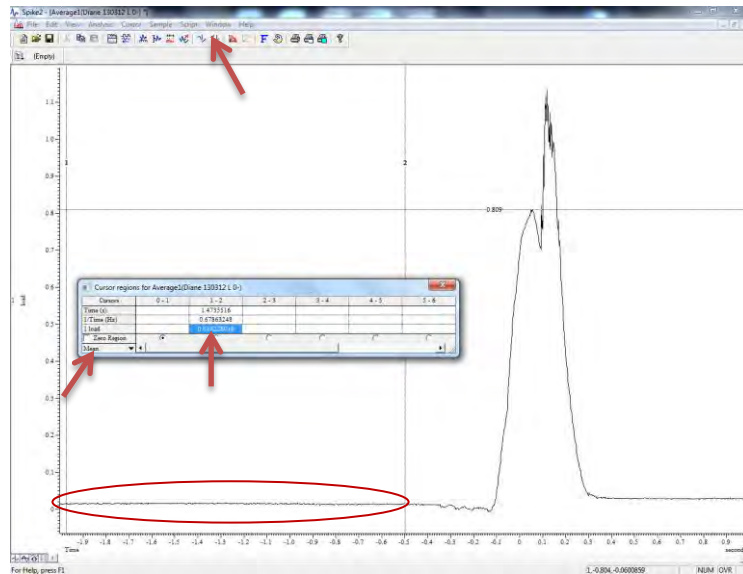 Spike2 - [Average1(Diane 130312 L 0-) *]
File Edit View Analysis Cursor Sample Script Window Help
(Empty)
1.1
1.0
1
2
0.9
0.8
0.809
0.7
0.6
1 load
Cursor regions for Average1(Diane 130312 L 0-)
Cursors 0 - 1 1 - 2 2 - 3 3 - 4 4 - 5 5 - 6
Time (s) 1.4735516
1/Time (Hz) 0.67863248
1 load
Zero Region
Mean
0.4
0.3
0.2
0.1
0
-1.9 -1.8 -1.7 -1.6 -1.5 -1.4 -1.3 -1.2 -1.1 -1.0 -0.9 -0.8 -0.7 -0.6 -0.5 -0.4 -0.3 -0.2 -0.1 0.0 0.1 0.2 0.3 0.4 0.5 0.6 0.7 0.8 0.9
Time
second
For Help, press F1
1, -0.804, -0.0600859
NUM OVR